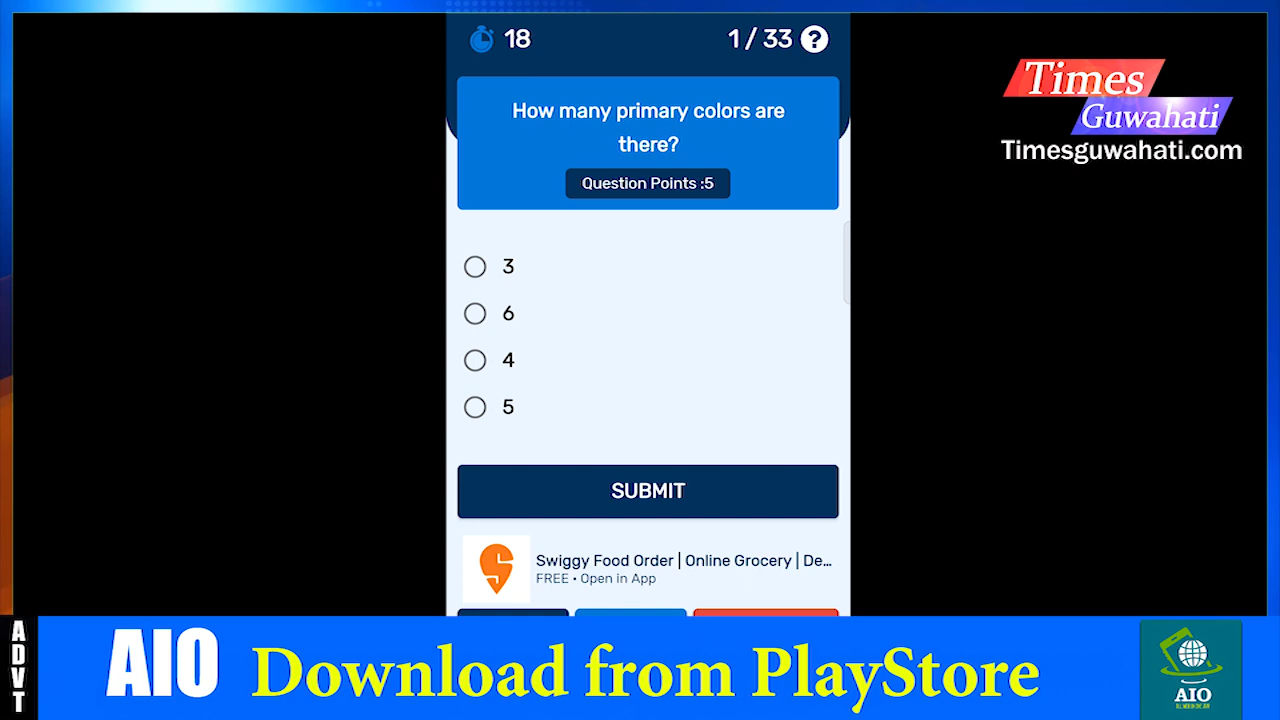 18
1 / 33 ?
Times
Guwahati
Timesguwahati.com
How many primary colors are
there?
Question Points :5
3
6
4
5
SUBMIT
Swiggy Food Order | Online Grocery | De...
FREE • Open in App
ADVT
AIO
Download from PlayStore
AIO